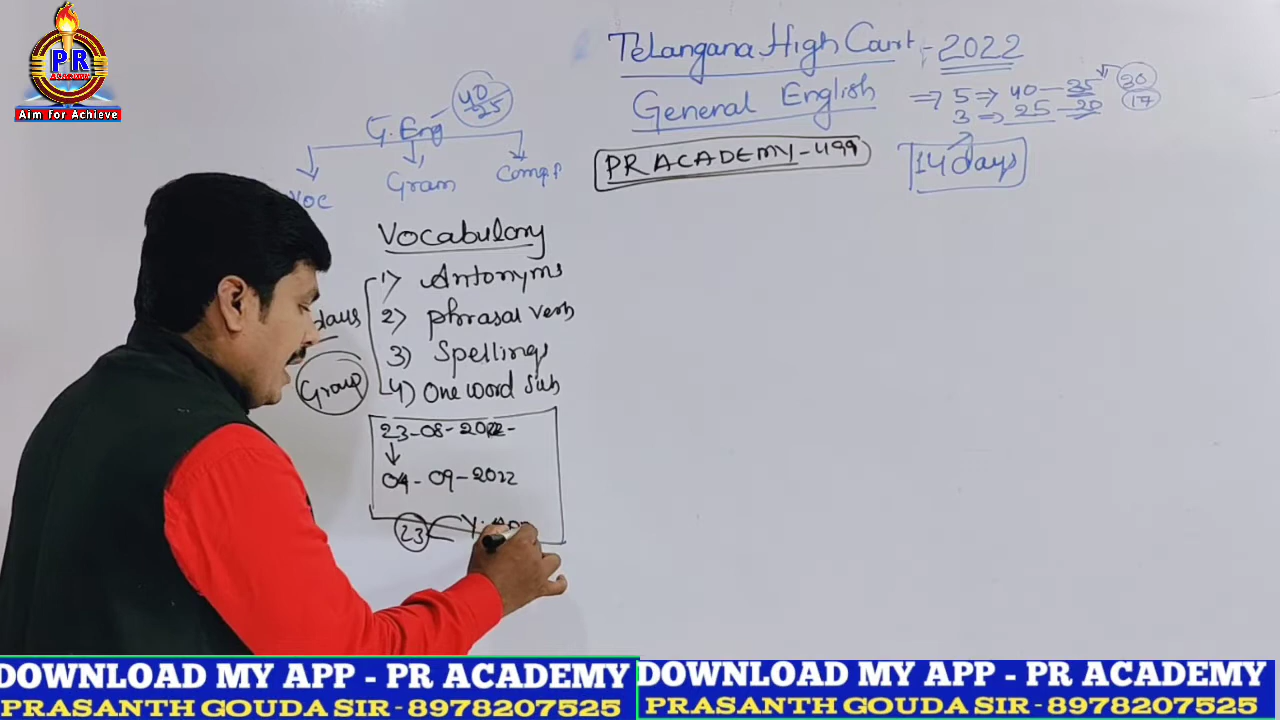 PR
ACADEMY
Aim For Achieve
Telangana High Court - 2022
General English
⇒ 5 ⇒ 40 - 35 30
3 ⇒ 25 - 20 17
PR ACADEMY - 499
14 days
G. Eng 40/25
VOC Gram Comp.P
Vocabulary
1) Antonyms
2) Phrasal verb
3) Spellings
4) One word Sub
days
Group
23-08-2022-
04-09-2022
23
DOWNLOAD MY APP - PR ACADEMY
PRASANTH GOUDA SIR - 8978207525
DOWNLOAD MY APP - PR ACADEMY
PRASANTH GOUDA SIR - 8978207525